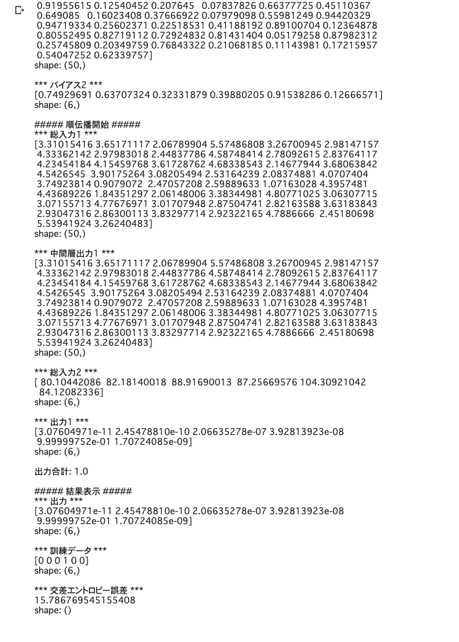 0.91955615 0.12540452 0.207645 0.07837826 0.66377725 0.45110367
0.649085 0.16023408 0.37666922 0.07979098 0.55981249 0.94420329
0.94719334 0.25602371 0.22518531 0.41188192 0.89100704 0.12364878
0.80552495 0.82719112 0.72924832 0.81431404 0.05179258 0.87982312
0.25745809 0.20349759 0.76843322 0.21068185 0.11143981 0.17215957
0.54047252 0.62339757]
shape: (50,)
*** バイアス2 ***
[0.74929691 0.63707324 0.32331879 0.39880205 0.91538286 0.12666571]
shape: (6,)
##### 順伝播開始 #####
*** 総入力1 ***
[3.31015416 3.65171117 2.06789904 5.57486808 3.26700945 2.98147157
4.33362142 2.97983018 2.44837786 4.58748414 2.78092615 2.83764117
4.23454184 4.15459768 3.61728762 4.68338543 2.14677944 3.68063842
4.5426545 3.90175264 3.08205494 2.53164239 2.08374881 4.0707404
3.74923814 0.9079072 2.47057208 2.59889633 1.07163028 4.3957481
4.43689226 1.84351297 2.06148006 3.38344981 4.80771025 3.06307715
3.07155713 4.77676971 3.01707948 2.87504741 2.82163588 3.63183843
2.93047316 2.86300113 3.83297714 2.92322165 4.7886666 2.45180698
5.53941924 3.26240483]
shape: (50,)
*** 中間層出力1 ***
[3.31015416 3.65171117 2.06789904 5.57486808 3.26700945 2.98147157
4.33362142 2.97983018 2.44837786 4.58748414 2.78092615 2.83764117
4.23454184 4.15459768 3.61728762 4.68338543 2.14677944 3.68063842
4.5426545 3.90175264 3.08205494 2.53164239 2.08374881 4.0707404
3.74923814 0.9079072 2.47057208 2.59889633 1.07163028 4.3957481
4.43689226 1.84351297 2.06148006 3.38344981 4.80771025 3.06307715
3.07155713 4.77676971 3.01707948 2.87504741 2.82163588 3.63183843
2.93047316 2.86300113 3.83297714 2.92322165 4.7886666 2.45180698
5.53941924 3.26240483]
shape: (50,)
*** 総入力2 ***
[ 80.10442086 82.18140018 88.91690013 87.25669576 104.30921042
84.12082336]
shape: (6,)
*** 出力1 ***
[3.07604971e-11 2.45478810e-10 2.06635278e-07 3.92813923e-08
9.99999752e-01 1.70724085e-09]
shape: (6,)
出力合計: 1.0
##### 結果表示 #####
*** 出力 ***
[3.07604971e-11 2.45478810e-10 2.06635278e-07 3.92813923e-08
9.99999752e-01 1.70724085e-09]
shape: (6,)
*** 訓練データ ***
[0 0 0 1 0 0]
shape: (6,)
*** 交差エントロピー誤差 ***
15.786769545155408
shape: ()